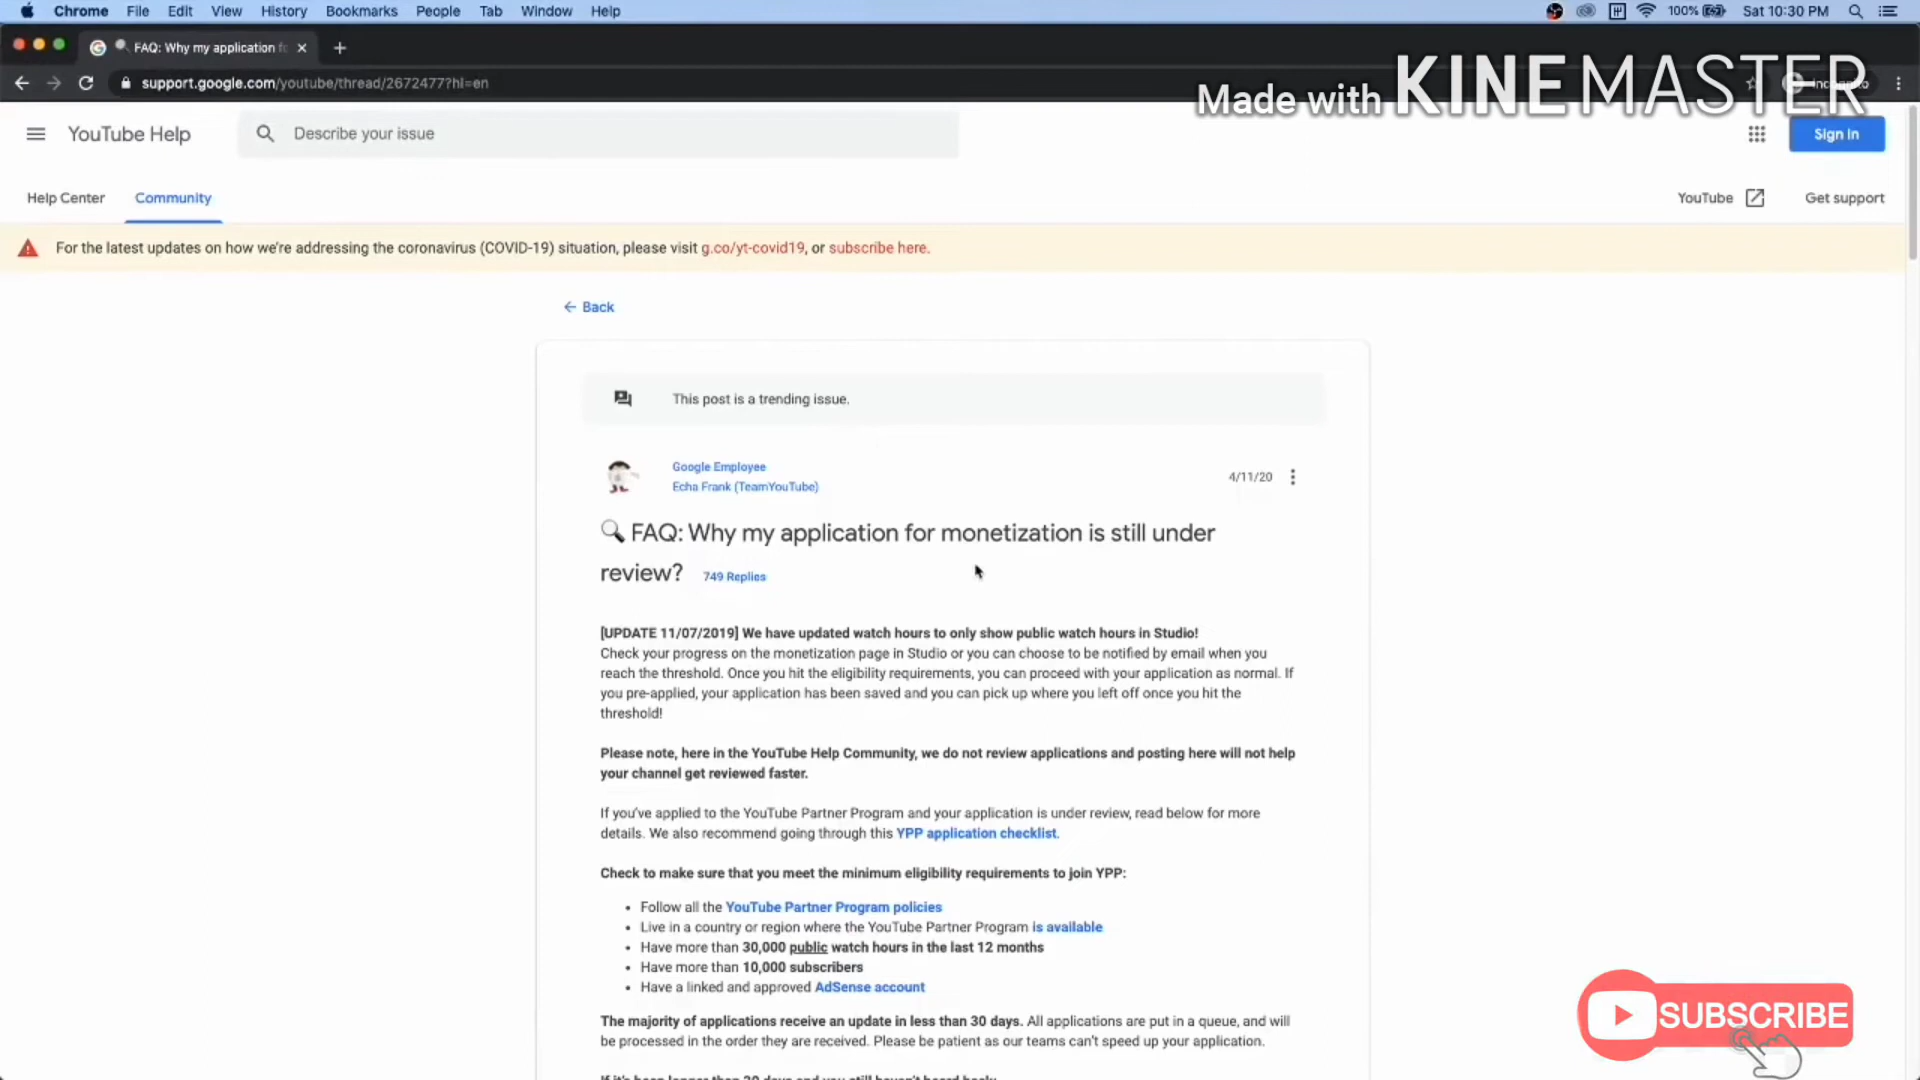 Chrome File Edit View History Bookmarks People Tab Window Help
100% Sat 10:30 PM
FAQ: Why my application f
support.google.com/youtube/thread/2672477?hl=en
Made with KINEMASTER
YouTube Help
Describe your issue
Sign in
Help Center Community
YouTube Get support
For the latest updates on how we're addressing the coronavirus (COVID-19) situation, please visit g.co/yt-covid19, or subscribe here.
Back
This post is a trending issue.
Google Employee
Echa Frank (TeamYouTube)
4/11/20
FAQ: Why my application for monetization is still under
review? 749 Replies
[UPDATE 11/07/2019] We have updated watch hours to only show public watch hours in Studio!
Check your progress on the monetization page in Studio or you can choose to be notified by email when you
reach the threshold. Once you hit the eligibility requirements, you can proceed with your application as normal. If
you pre-applied, your application has been saved and you can pick up where you left off once you hit the
threshold!
Please note, here in the YouTube Help Community, we do not review applications and posting here will not help
your channel get reviewed faster.
If you've applied to the YouTube Partner Program and your application is under review, read below for more
details. We also recommend going through this YPP application checklist.
Check to make sure that you meet the minimum eligibility requirements to join YPP:
• Follow all the YouTube Partner Program policies
• Live in a country or region where the YouTube Partner Program is available
• Have more than 30,000 public watch hours in the last 12 months
• Have more than 10,000 subscribers
• Have a linked and approved AdSense account
The majority of applications receive an update in less than 30 days. All applications are put in a queue, and will
be processed in the order they are received. Please be patient as our teams can't speed up your application.
SUBSCRIBE